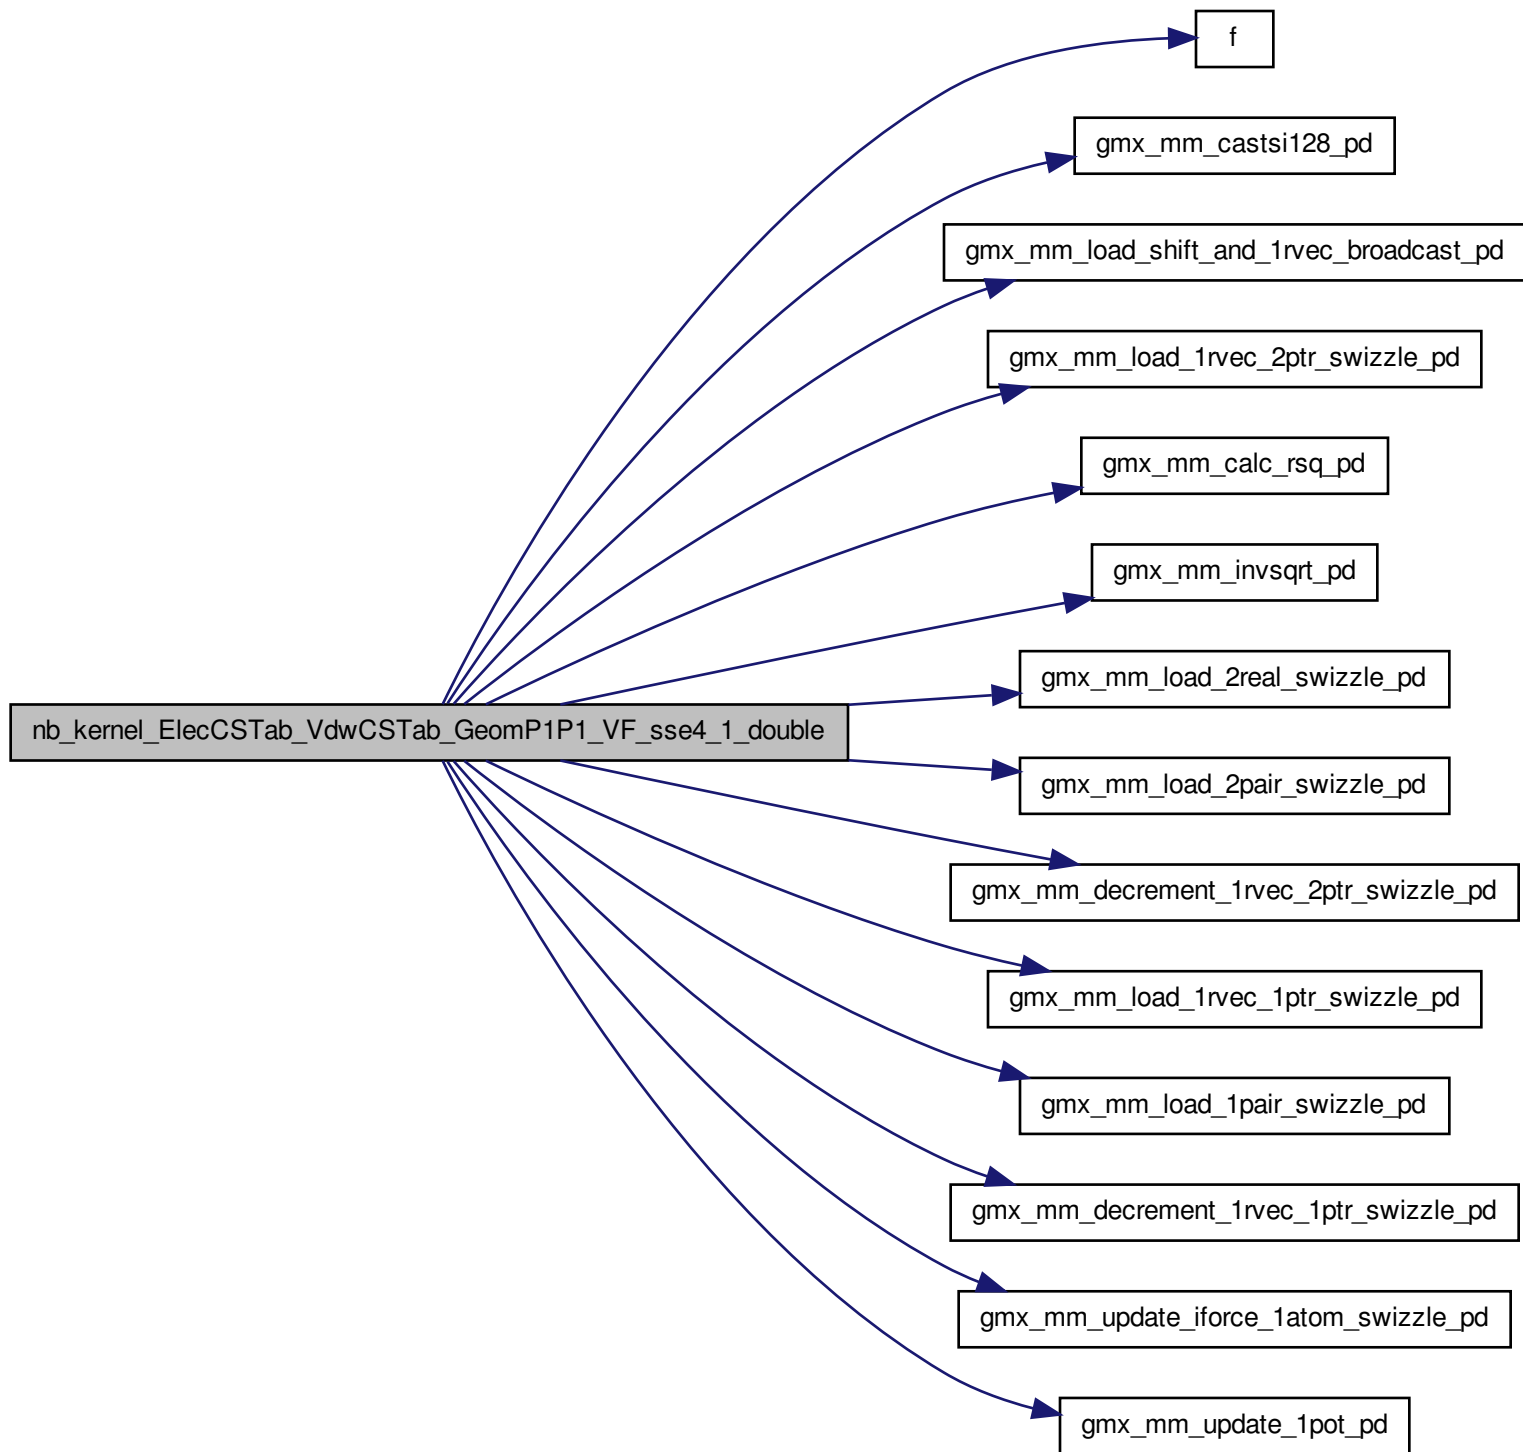 f
gmx_mm_castsi128_pd
gmx_mm_load_shift_and_1rvec_broadcast_pd
gmx_mm_load_1rvec_2ptr_swizzle_pd
gmx_mm_calc_rsq_pd
gmx_mm_invsqrt_pd
gmx_mm_load_2real_swizzle_pd
nb_kernel_ElecCSTab_VdwCSTab_GeomP1P1_VF_sse4_1_double
gmx_mm_load_2pair_swizzle_pd
gmx_mm_decrement_1rvec_2ptr_swizzle_pd
gmx_mm_load_1rvec_1ptr_swizzle_pd
gmx_mm_load_1pair_swizzle_pd
gmx_mm_decrement_1rvec_1ptr_swizzle_pd
gmx_mm_update_iforce_1atom_swizzle_pd
gmx_mm_update_1pot_pd